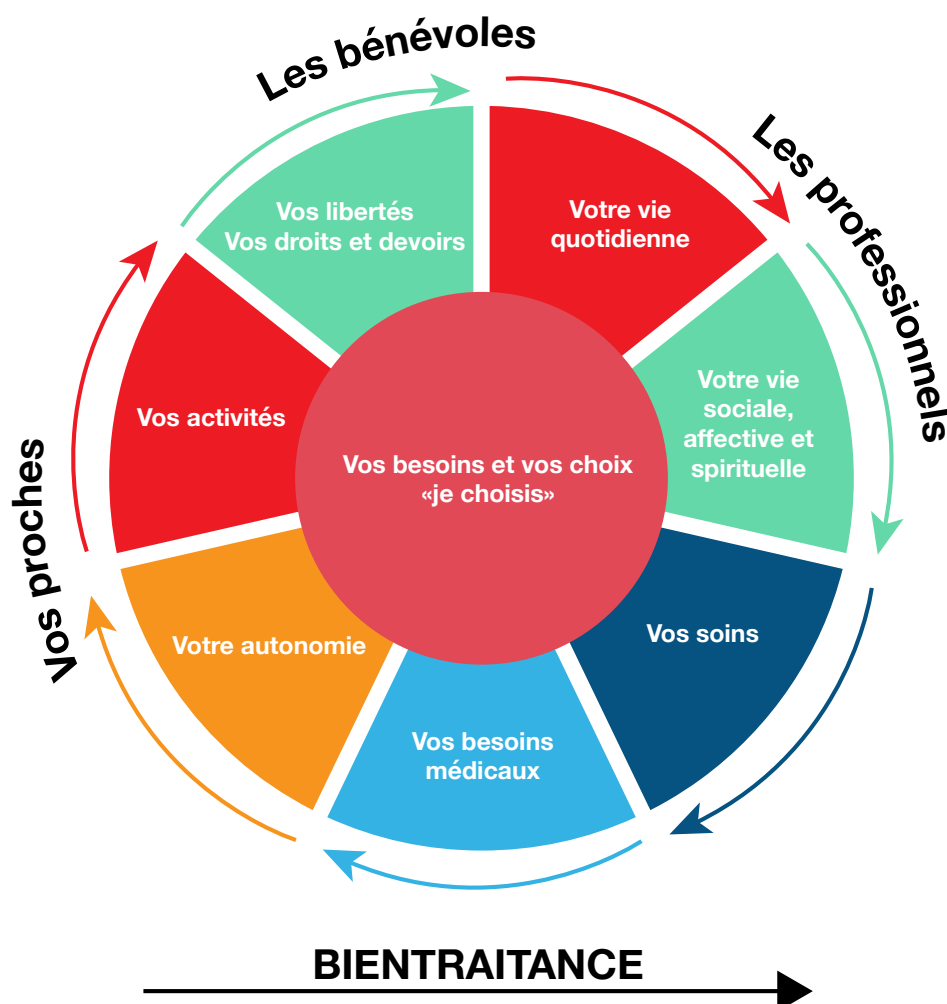 Les bénévoles
Les professionnels
Vos proches
Vos libertés
Vos droits et devoirs
Votre vie
quotidienne
Votre vie
sociale,
affective et
spirituelle
Vos activités
Vos besoins et vos choix
«je choisis»
Vos soins
Votre autonomie
Vos besoins
médicaux
BIENTRAITANCE